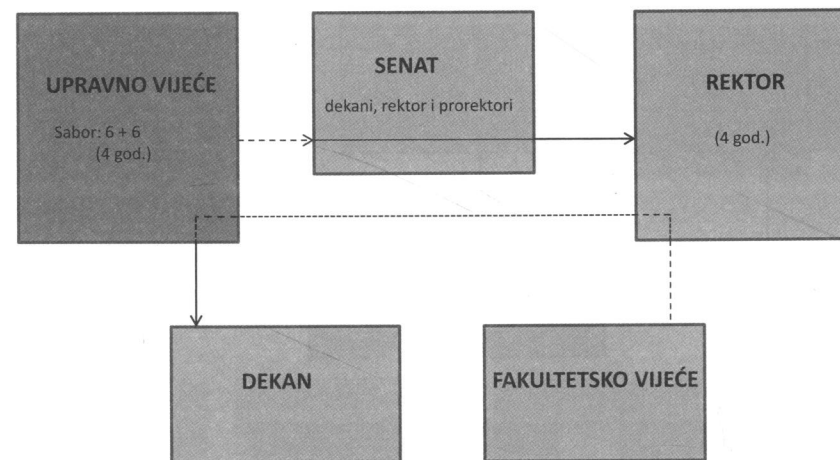 UPRAVNO VIJEĆE
Sabor: 6 + 6
(4 god.)
SENAT
dekani, rektor i prorektori
REKTOR
(4 god.)
DEKAN
FAKULTETSKO VIJEĆE